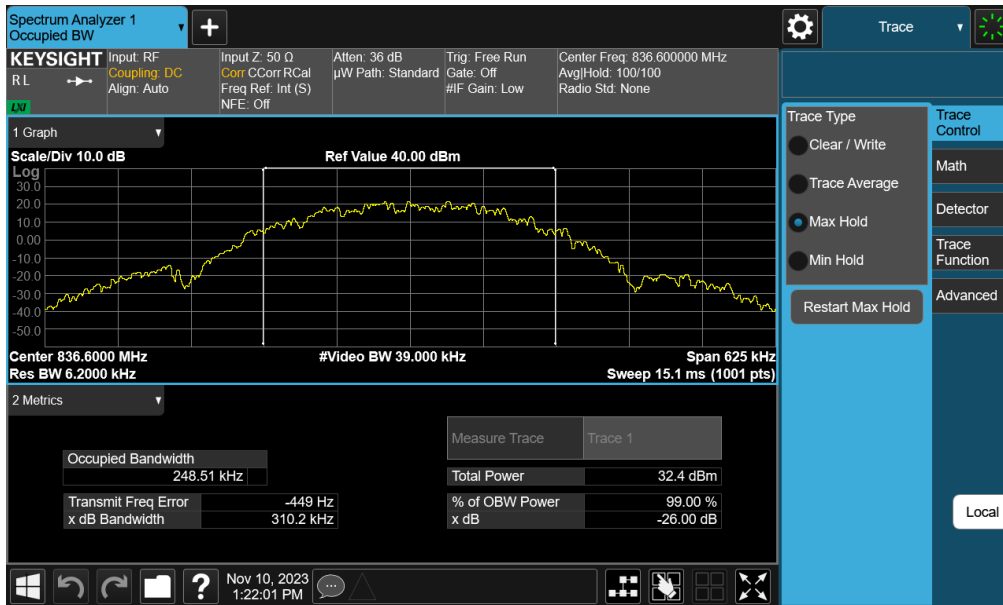 Spectrum Analyzer 1
Occupied BW
Trace
KEYSIGHT
R L
LXI
Input: RF
Coupling: DC
Align: Auto
Input Z: 50 Ω
Corr CCorr RCal
Freq Ref: Int (S)
NFE: Off
Atten: 36 dB
µW Path: Standard
Trig: Free Run
Gate: Off
#IF Gain: Low
Center Freq: 836.600000 MHz
Avg|Hold: 100/100
Radio Std: None
1 Graph
Scale/Div 10.0 dB
Ref Value 40.00 dBm
Log
30.0
20.0
10.0
0.00
-10.0
-20.0
-30.0
-40.0
-50.0
Center 836.6000 MHz
#Video BW 39.000 kHz
Span 625 kHz
Res BW 6.2000 kHz
Sweep 15.1 ms (1001 pts)
2 Metrics
Measure Trace
Trace 1
Occupied Bandwidth
248.51 kHz
Total Power
32.4 dBm
Transmit Freq Error
-449 Hz
% of OBW Power
99.00 %
x dB Bandwidth
310.2 kHz
x dB
-26.00 dB
Trace Type
Clear / Write
Trace Average
Max Hold
Min Hold
Restart Max Hold
Trace
Control
Math
Detector
Trace
Function
Advanced
Local
Nov 10, 2023
1:22:01 PM